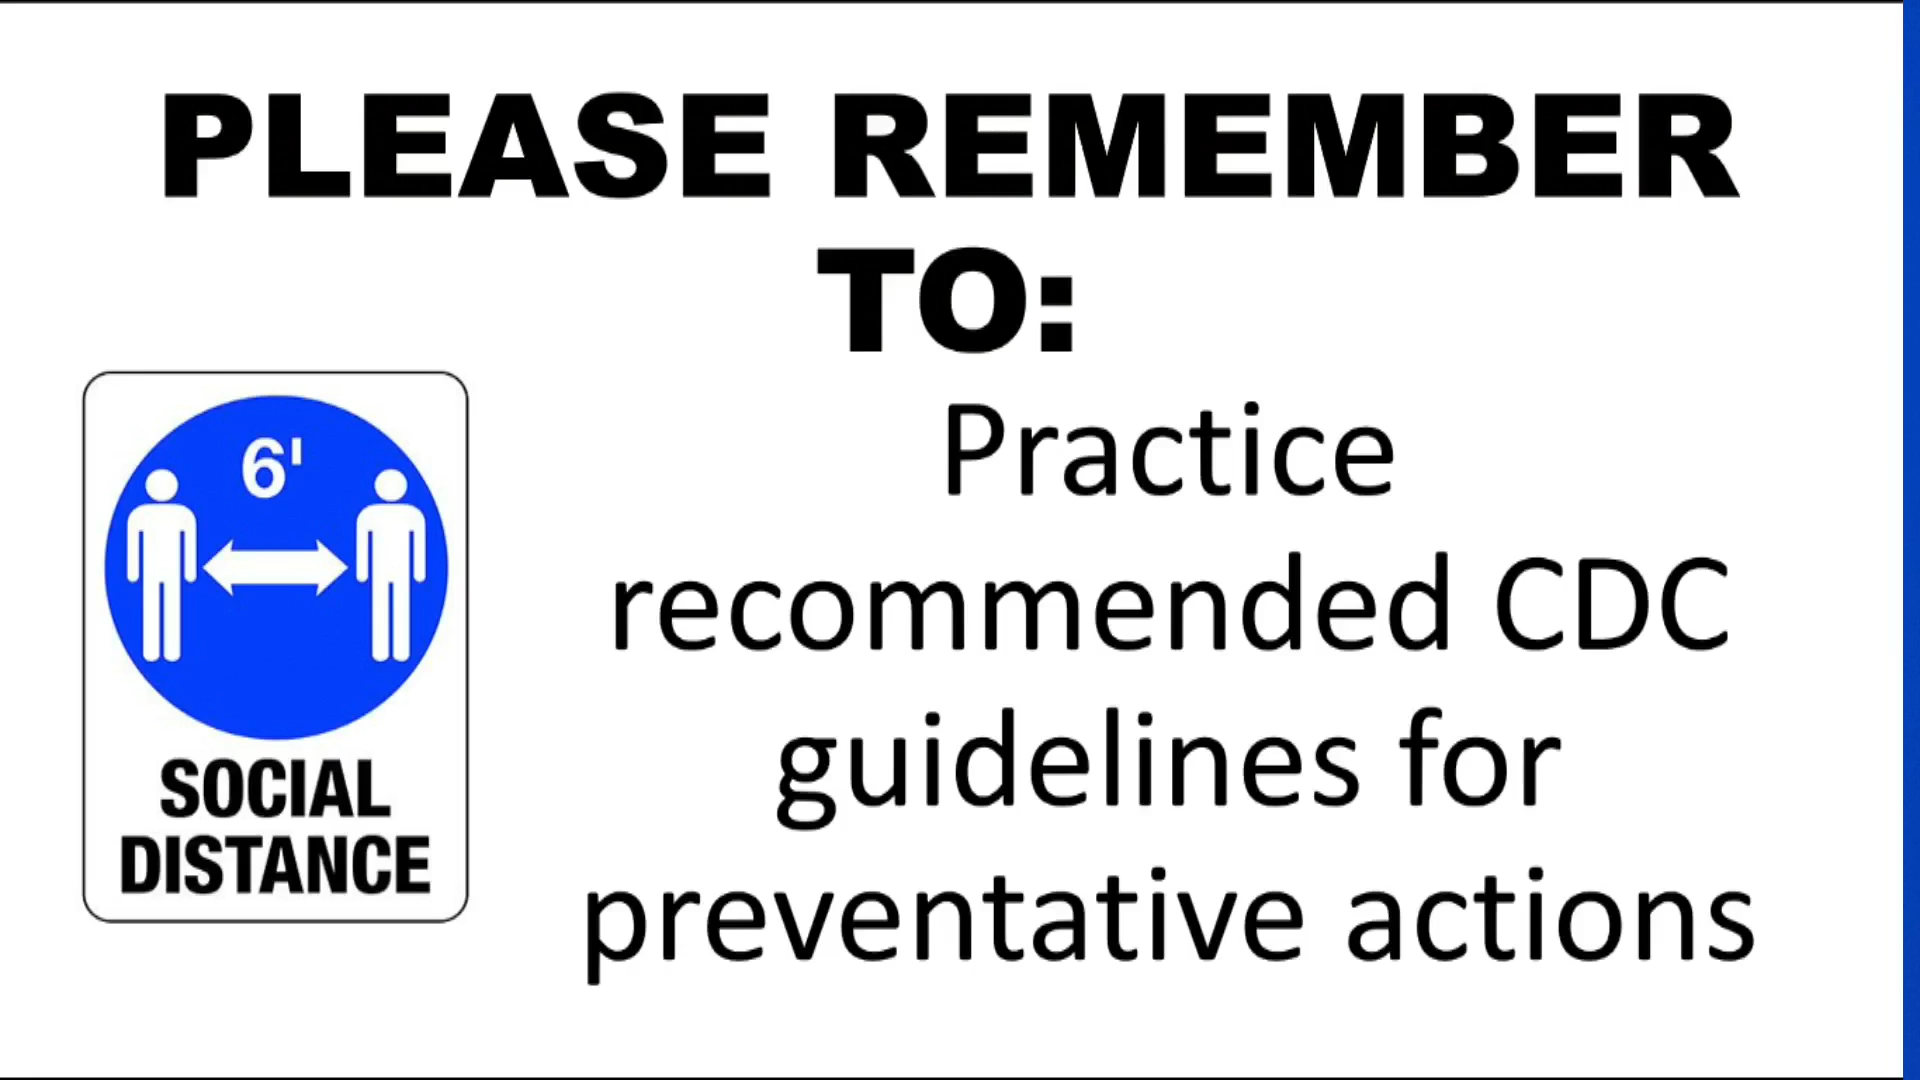 PLEASE REMEMBER
TO:
6'
SOCIAL
DISTANCE
Practice
recommended CDC
guidelines for
preventative actions